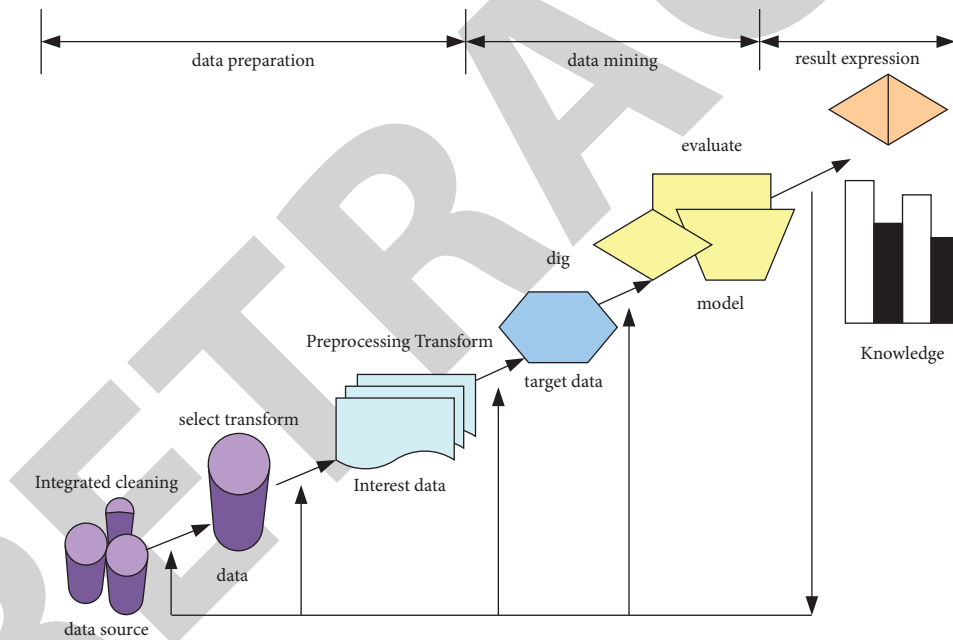 data preparation
data mining
result expression
evaluate
dig
model
Preprocessing Transform
Knowledge
target data
select transform
Integrated cleaning
Interest data
data
data source
RETRAC